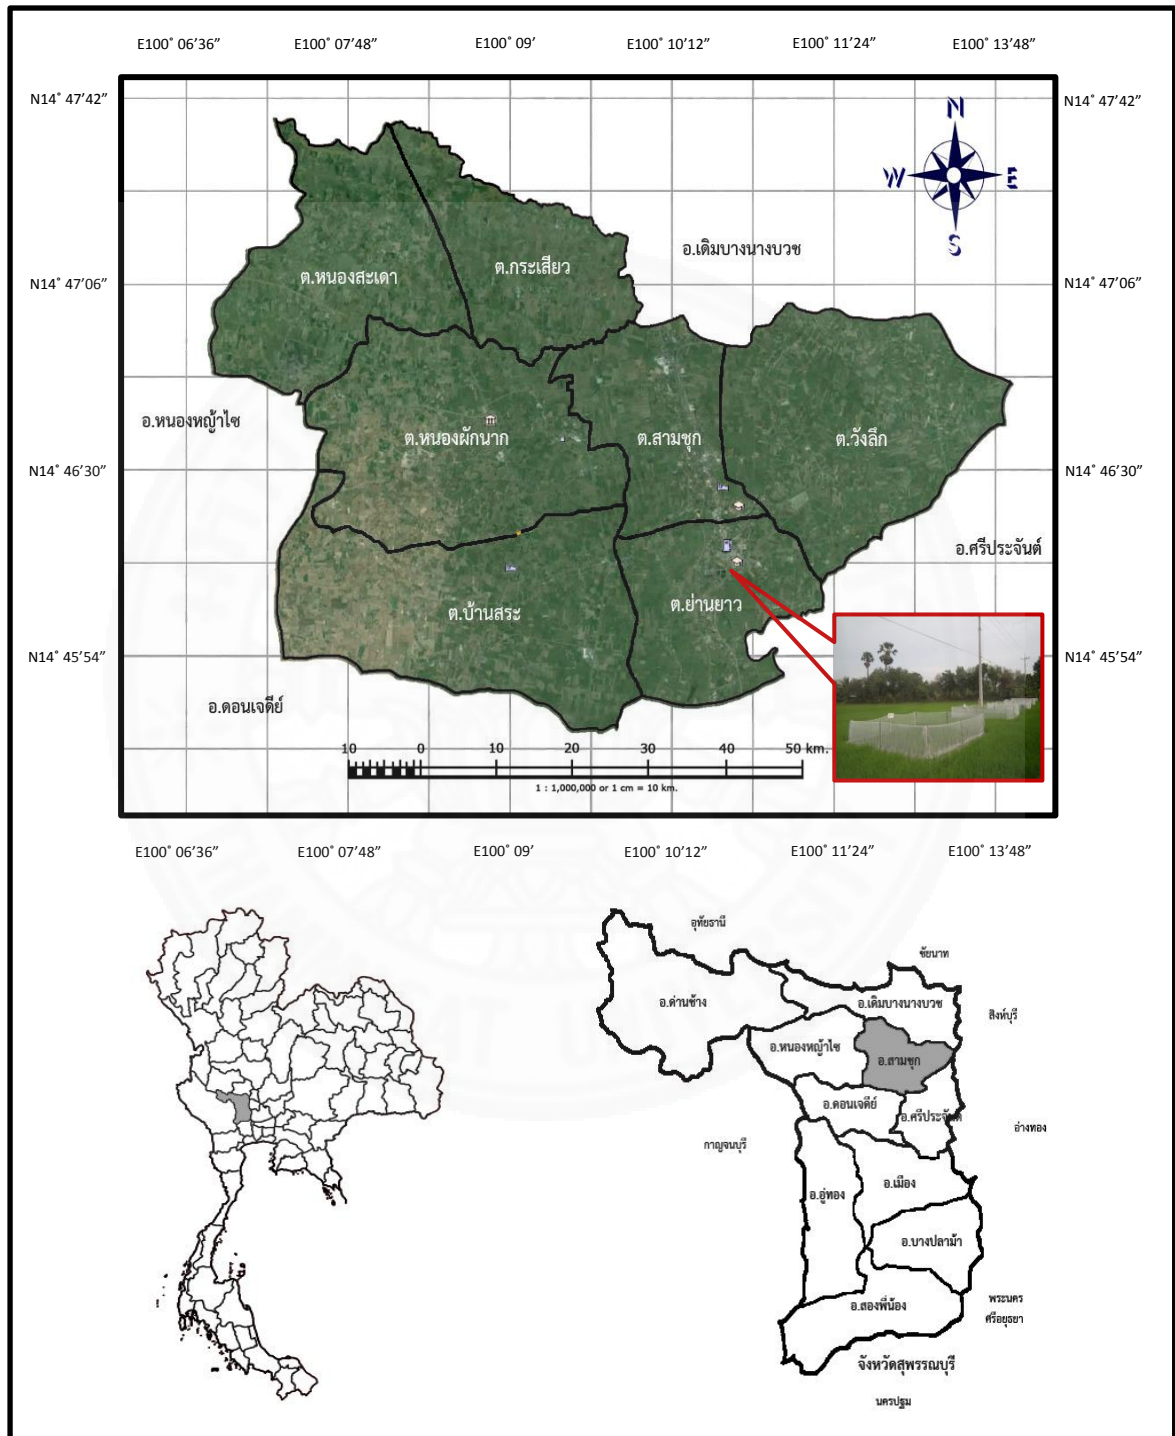 E100° 06’36” E100° 07’48” E100° 09’ E100° 10’12” E100° 11’24” E100° 13’48”
N14° 47’42” N14° 47’42”
N
W E
S
อ.เดิมบางนางบวช
ต.กระเสียว
ต.หนองสะเดา
N14° 47’06” N14° 47’06”
อ.หนองหญ้าไซ
ต.หนองผักนาก ต.สามชุก ต.วังลึก
N14° 46’30” N14° 46’30”
อ.ศรีประจันต์
ต.บ้านสระ ต.ย่านยาว
N14° 45’54” N14° 45’54”
อ.ดอนเจดีย์
10 0 10 20 30 40 50 km.
1 : 1,000,000 or 1 cm = 10 km.
E100° 06’36” E100° 07’48” E100° 09’ E100° 10’12” E100° 11’24” E100° 13’48”
อุทัยธานี
ชัยนาท
อ.ด่านช้าง อ.เดิมบางนางบวช
สิงห์บุรี
อ.หนองหญ้าไซ
อ.สามชุก
อ.ดอนเจดีย์
อ.ศรีประจันต์
อ่างทอง
กาญจนบุรี
อ.เมือง
อ.อู่ทอง
อ.บางปลาม้า
พระนคร
อ.สองพี่น้อง
ศรีอยุธยา
จังหวัดสุพรรณบุรี
นครปฐม